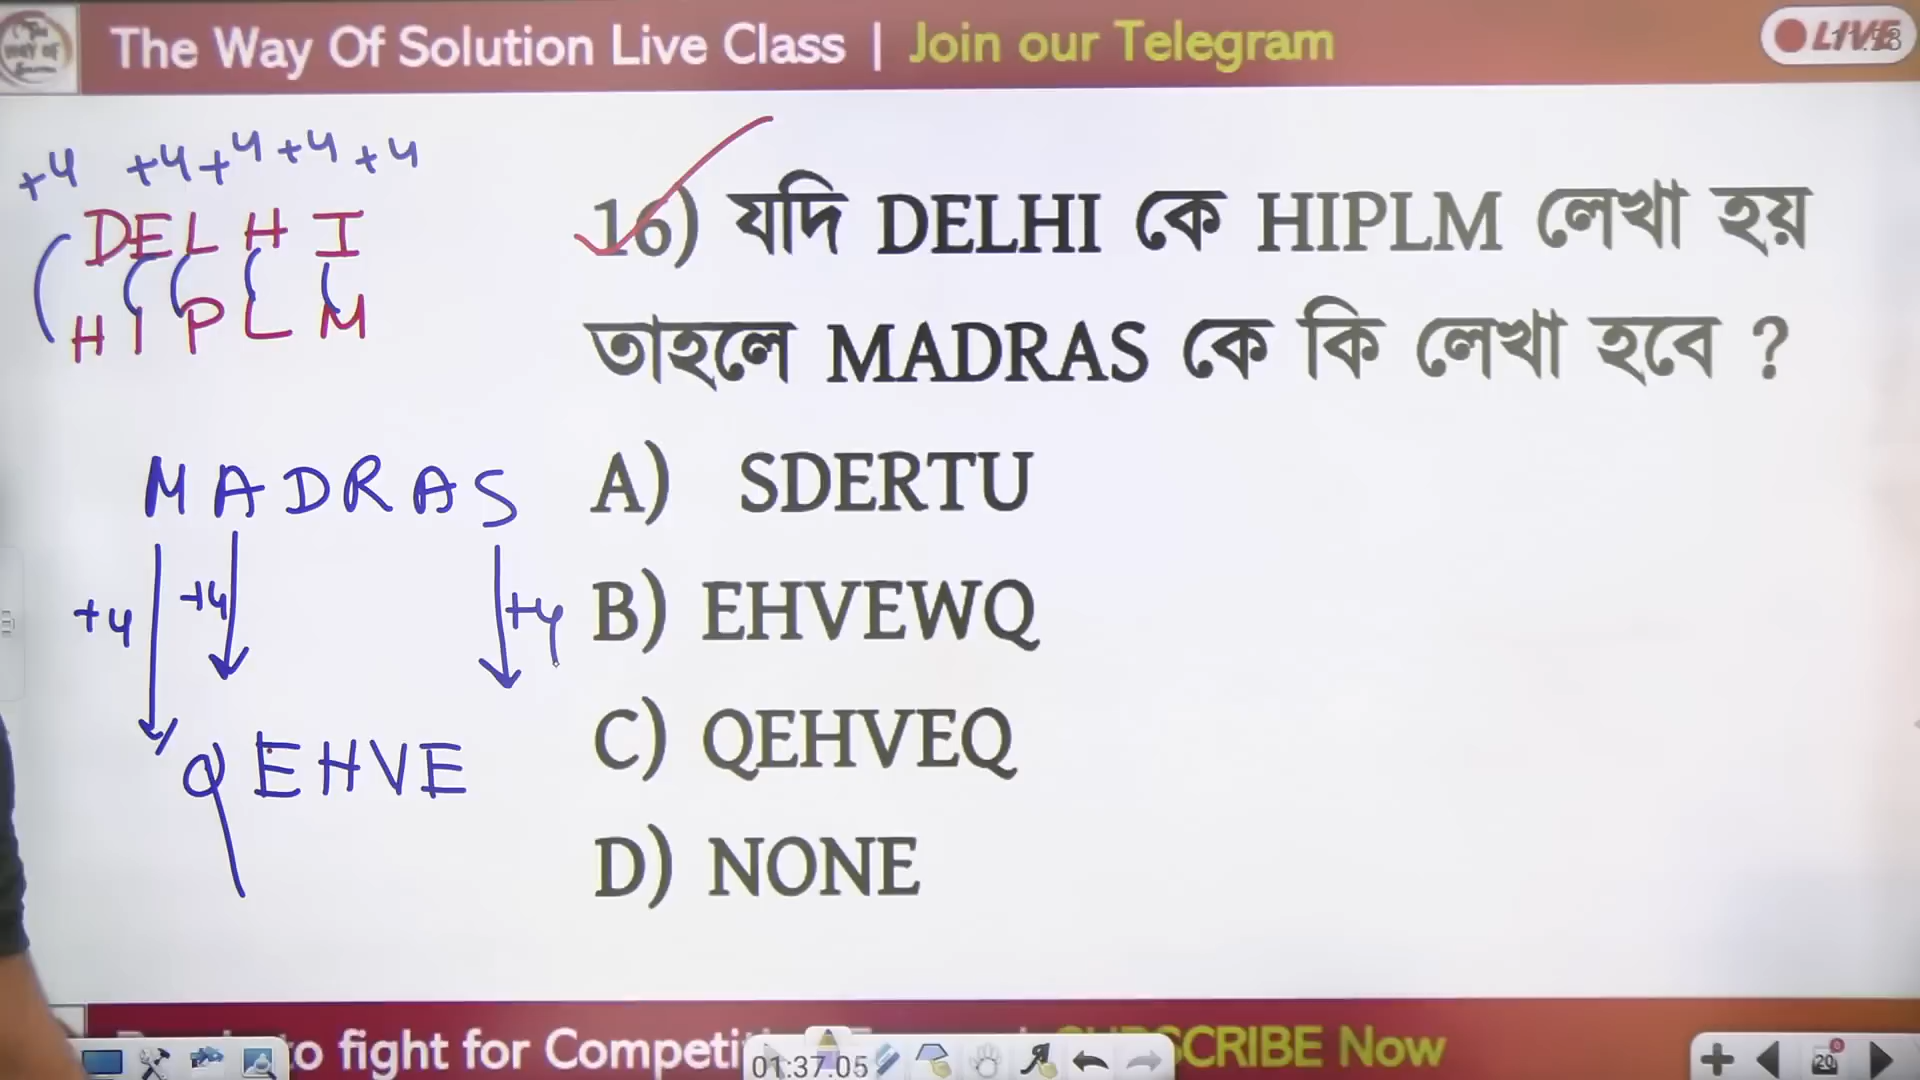 The Way Of Solution Live Class | Join our Telegram
LIVE
+4 +4 +4 +4 +4
DELHI
HIPLM
16) যদি DELHI কে HIPLM লেখা হয়
তাহলে MADRAS কে কি লেখা হবে ?
MADRAS
+4 +4 +4
QEHVE
A) SDERTU
B) EHVEWQ
C) QEHVEQ
D) NONE
to fight for Competi
SCRIBE Now
01:37.05
20